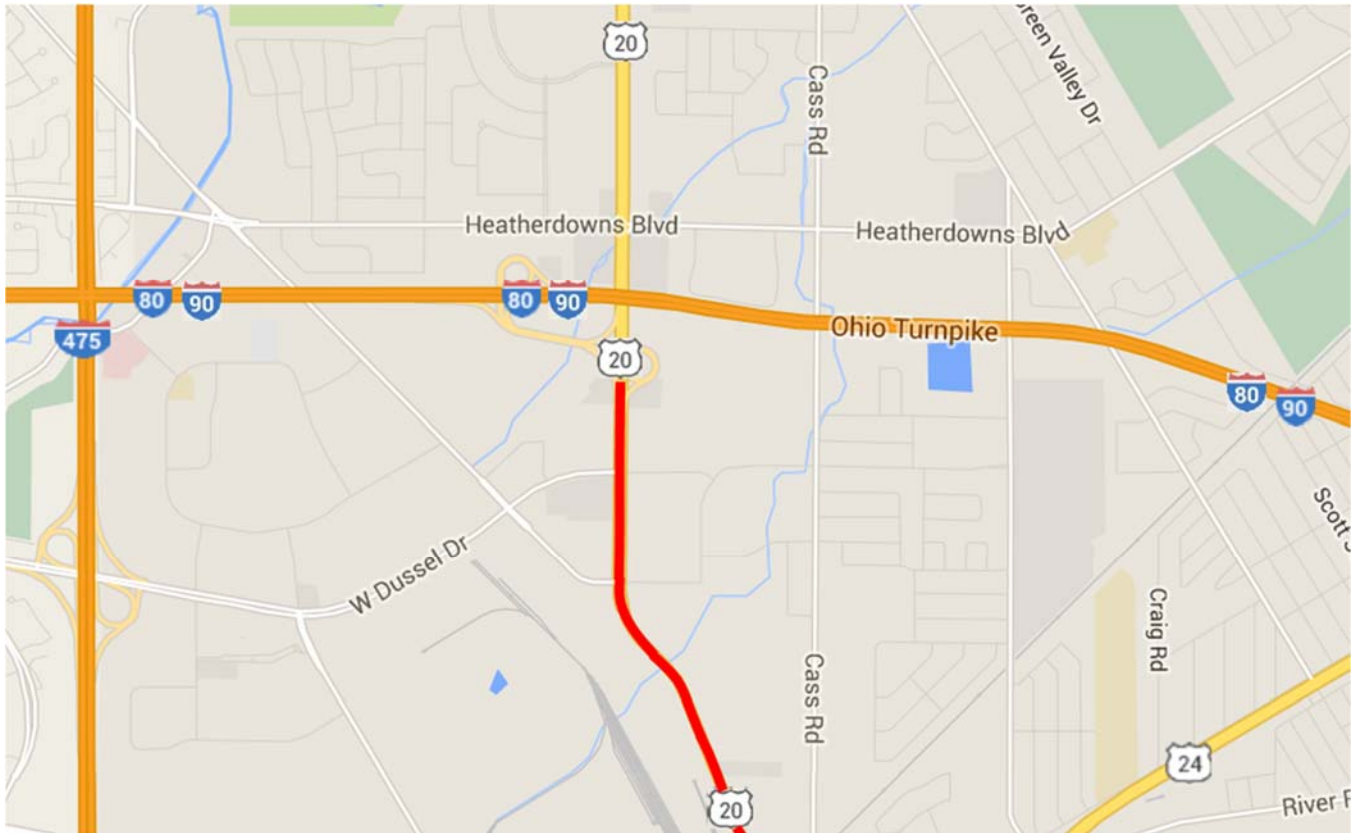 20
Cass Rd
Green Valley Dr
Heatherdowns Blvd
Heatherdowns Blvd
80
90
80
90
Ohio Turnpike
475
20
80
90
Scott S
W Dussel Dr
Craig Rd
Cass Rd
24
20
River R